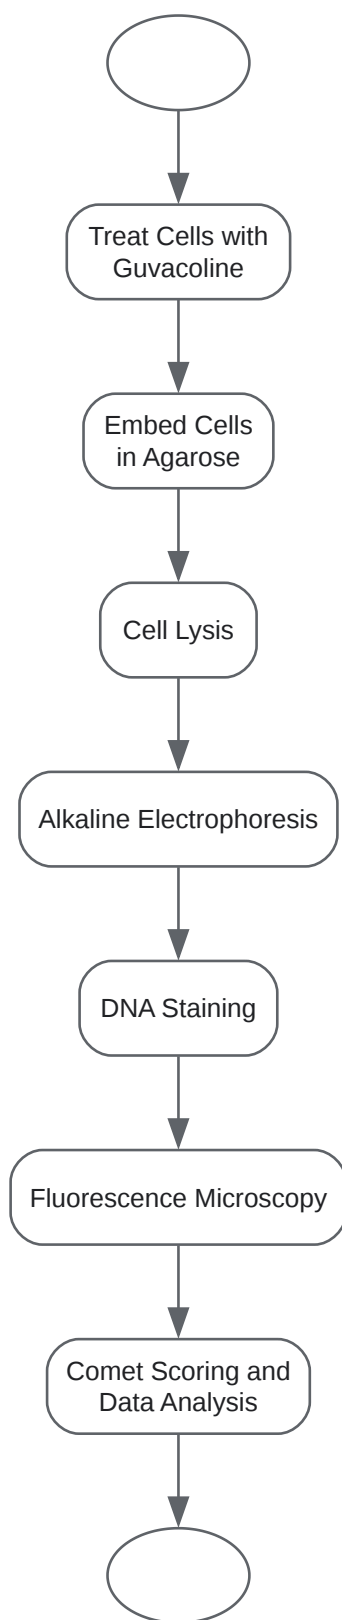 Treat Cells with
Guvacoline
Embed Cells
in Agarose
Cell Lysis
Alkaline Electrophoresis
DNA Staining
Fluorescence Microscopy
Comet Scoring and
Data Analysis